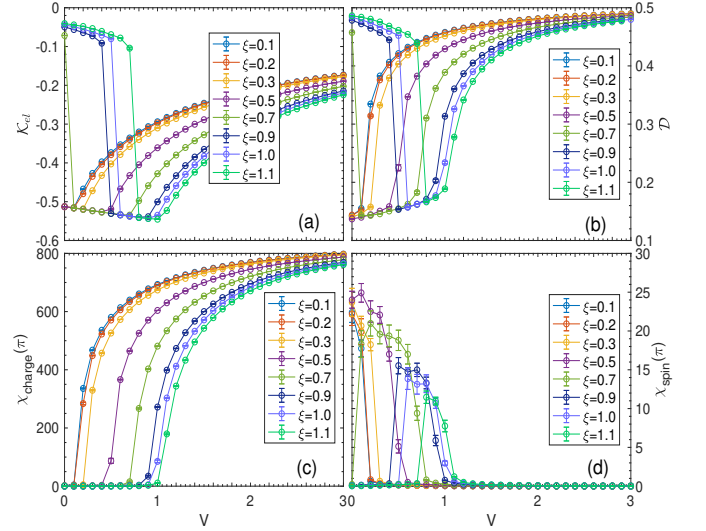 0
-0.1
-0.2
-0.3
-0.4
-0.5
-0.6
𝒦el
ξ=0.1
ξ=0.2
ξ=0.3
ξ=0.5
ξ=0.7
ξ=0.9
ξ=1.0
ξ=1.1
(a)
0.5
0.4
0.3
0.2
0.1
𝒟
ξ=0.1
ξ=0.2
ξ=0.3
ξ=0.5
ξ=0.7
ξ=0.9
ξ=1.0
ξ=1.1
(b)
800
600
400
200
0
χcharge(π)
ξ=0.1
ξ=0.2
ξ=0.3
ξ=0.5
ξ=0.7
ξ=0.9
ξ=1.0
ξ=1.1
(c)
0 1 2 3
V
30
25
20
15
10
5
0
χspin(π)
ξ=0.1
ξ=0.2
ξ=0.3
ξ=0.5
ξ=0.7
ξ=0.9
ξ=1.0
ξ=1.1
(d)
0 1 2 3
V